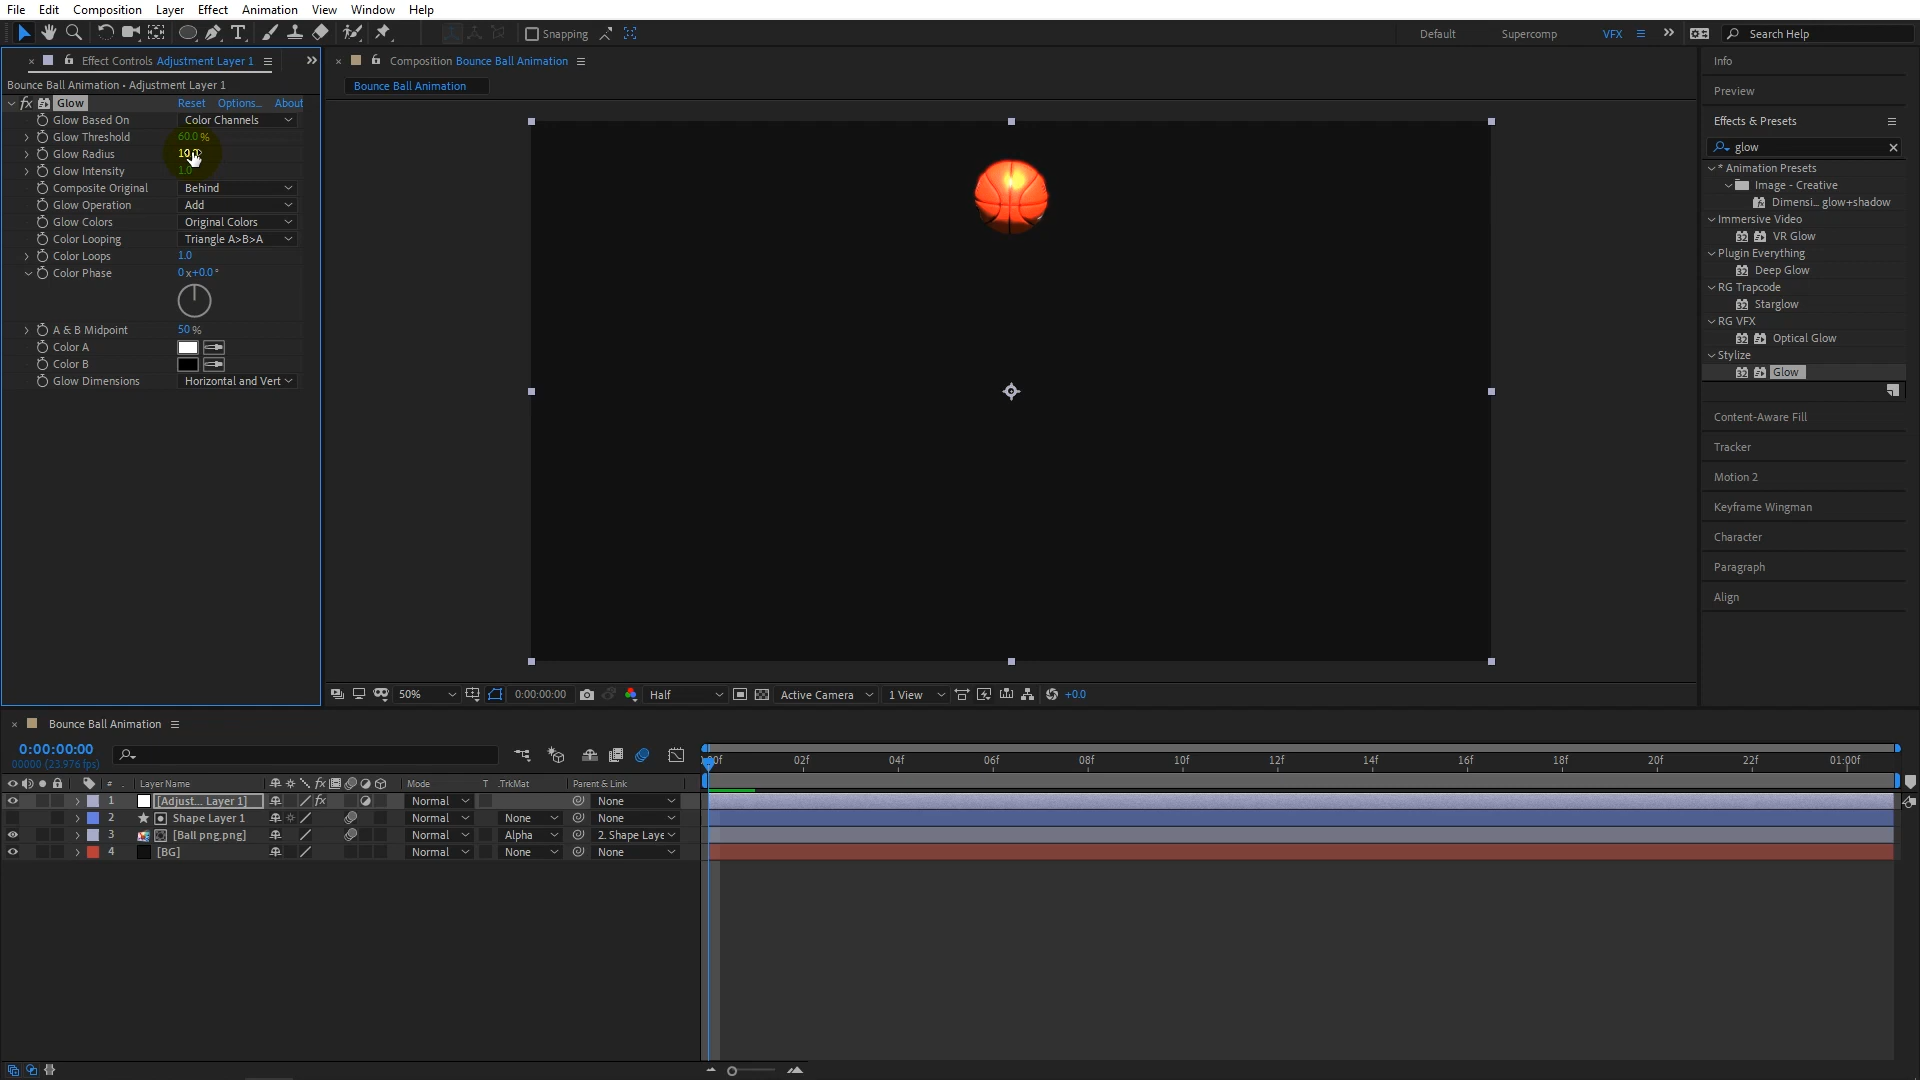 File Edit Composition Layer Effect Animation View Window Help
Snapping Default Supercomp VFX Search Help
Effect Controls Adjustment Layer 1
Composition Bounce Ball Animation
Info
Bounce Ball Animation • Adjustment Layer 1
Bounce Ball Animation
Preview
fx Glow Reset Options... About
Glow Based On Color Channels
Effects & Presets
Glow Threshold 60.0 %
glow
Glow Radius
Glow Intensity 1.0
* Animation Presets
Composite Original Behind
Image - Creative
Glow Operation Add
Dimensi... glow+shadow
Glow Colors Original Colors
Immersive Video
Color Looping Triangle A>B>A
VR Glow
Color Loops 1.0
Plugin Everything
Color Phase 0x+0.0°
Deep Glow
RG Trapcode
Starglow
RG VFX
A & B Midpoint 50 %
Optical Glow
Color A
Stylize
Color B
Glow
Glow Dimensions Horizontal and Vert
Content-Aware Fill
Tracker
Motion 2
Keyframe Wingman
Character
Paragraph
Align
50% 0:00:00:00 Half Active Camera 1 View +0.0
Bounce Ball Animation
0:00:00:00
00000 (23.976 fps)
02f 04f 06f 08f 10f 12f 14f 16f 18f 20f 22f 01:00f
# Layer Name fx Mode T .TrkMat Parent & Link
1 [Adjust... Layer 1] fx Normal None
2 Shape Layer 1 Normal None None
3 [Ball png.png] Normal Alpha 2. Shape Laye
4 [BG] Normal None None